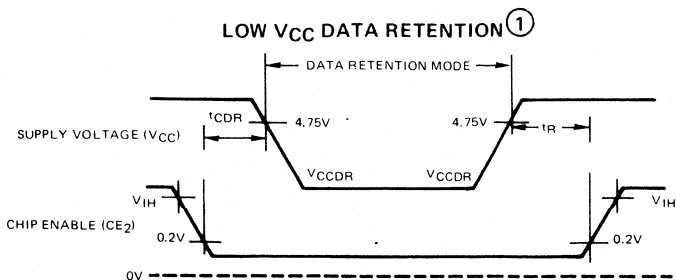 LOW VCC DATA RETENTION ①
DATA RETENTION MODE
tCDR
4.75V
4.75V
tR
SUPPLY VOLTAGE (VCC)
VCCDR
VCCDR
VIH
VIH
CHIP ENABLE (CE2)
0.2V
0.2V
0V